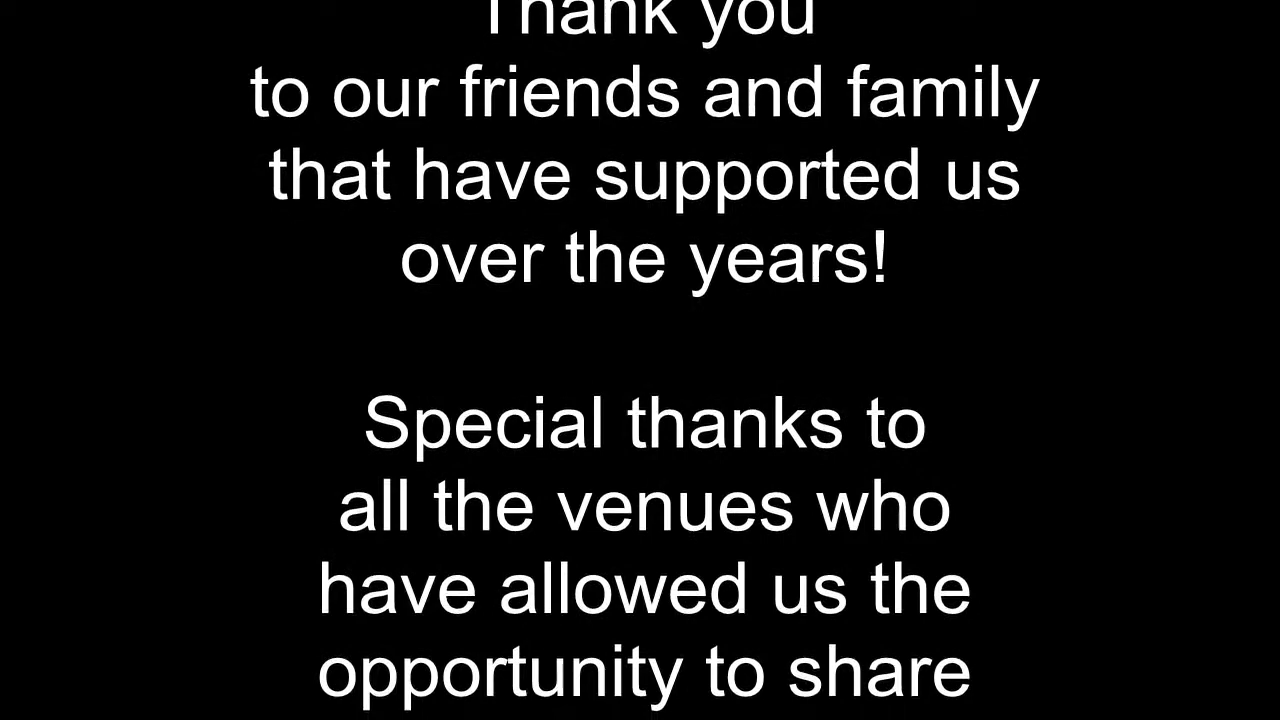 Thank you
to our friends and family
that have supported us
over the years!
Special thanks to
all the venues who
have allowed us the
opportunity to share